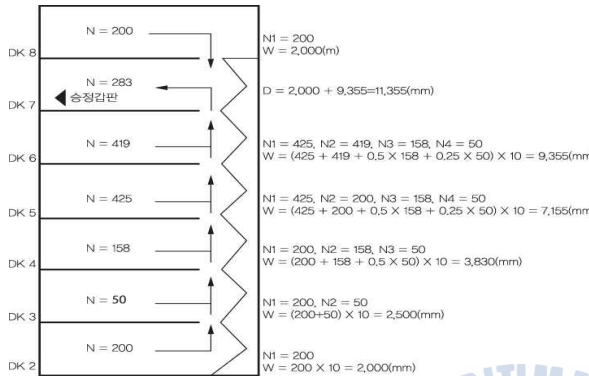 N = 200
N1 = 200
W = 2,000(m)
DK 8
N = 283
D = 2,000 + 9,355=11,355(mm)
◀ 승정갑판
DK 7
N = 419
N1 = 425, N2 = 419, N3 = 158, N4 = 50
W = (425 + 419 + 0,5 X 158 + 0,25 X 50) X 10 = 9,355(mm
DK 6
N = 425
N1 = 425, N2 = 200, N3 = 158, N4 = 50
W = (425 + 200 + 0,5 X 158 + 0,25 X 50) X 10 = 7,155(mm
DK 5
N = 158
N1 = 200, N2 = 158, N3 = 50
W = (200 + 158 + 0,5 X 50) X 10 = 3,830(mm)
DK 4
N = 50
N1 = 200, N2 = 50
W = (200+50) X 10 = 2,500(mm)
DK 3
N = 200
N1 = 200
W = 200 X 10 = 2,000(mm)
DK 2